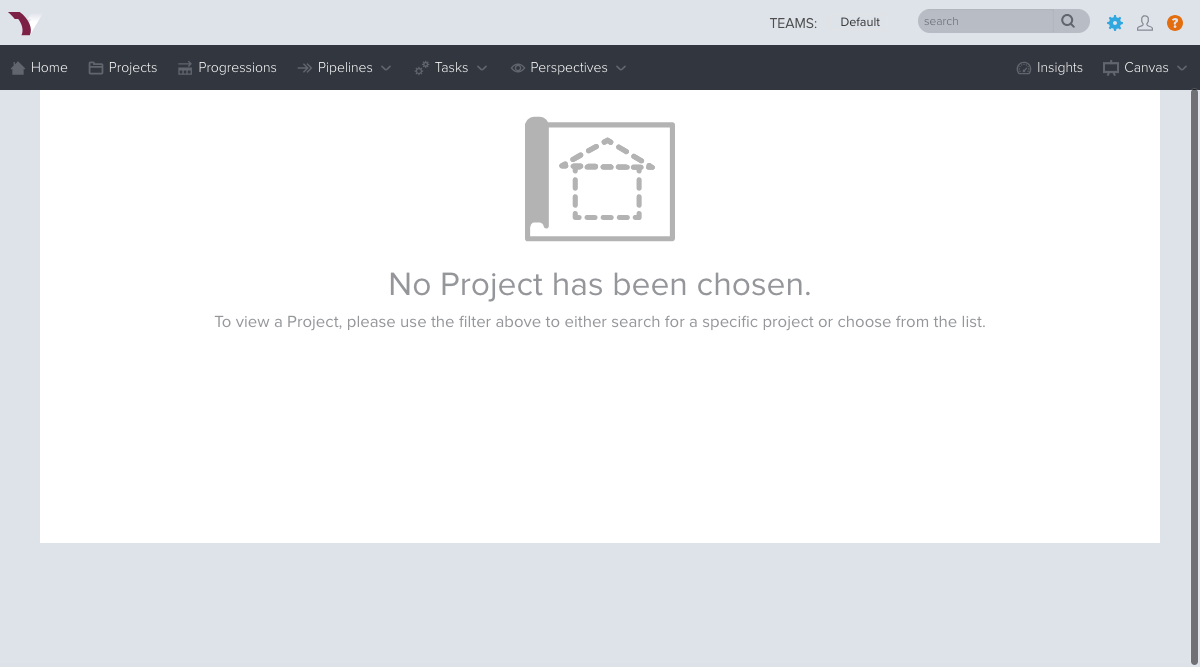 TEAMS: Default search ?
Home Projects Progressions Pipelines Tasks Perspectives Insights Canvas
No Project has been chosen.
To view a Project, please use the filter above to either search for a specific project or choose from the list.